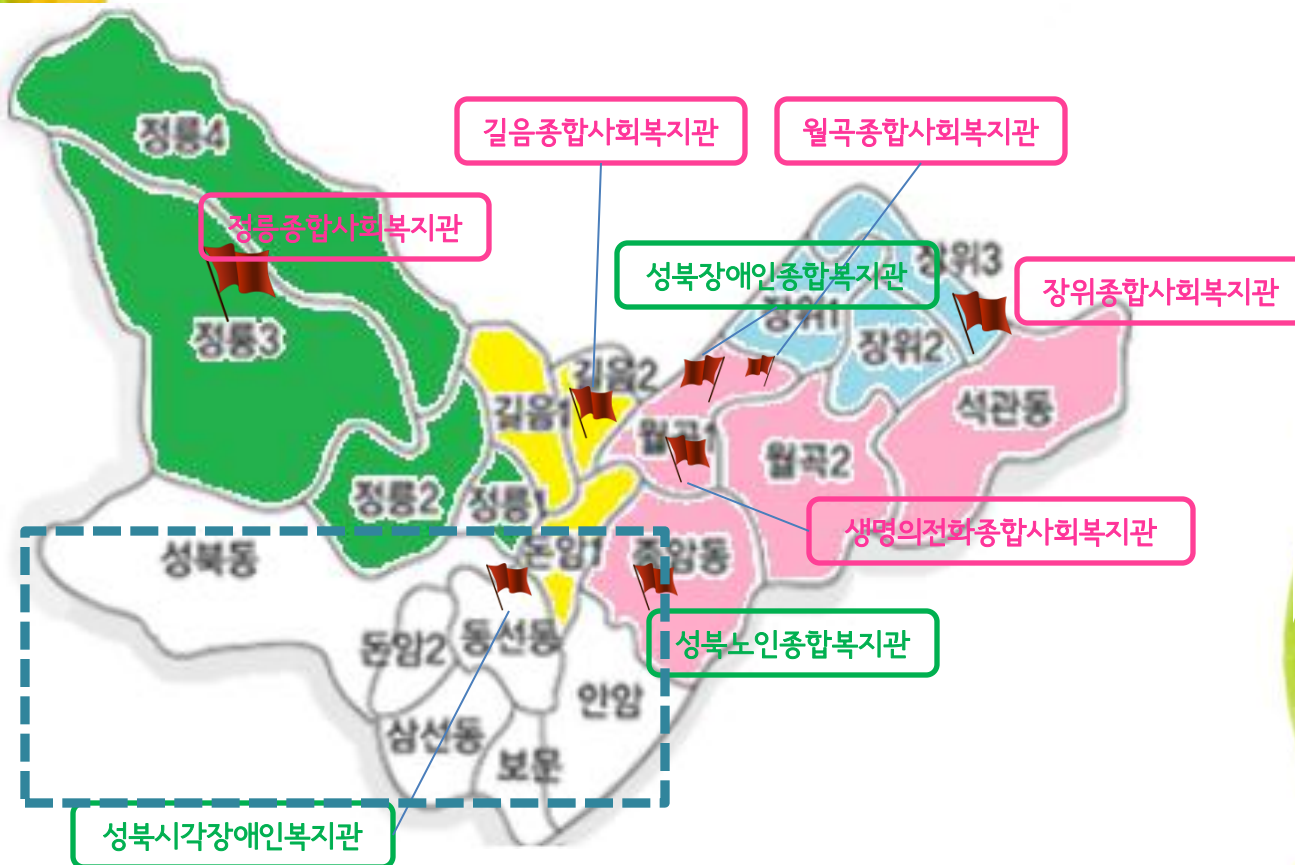 정릉4
길음종합사회복지관
월곡종합사회복지관
정릉종합사회복지관
성북장애인종합복지관
장위3
장위종합사회복지관
장위1
정릉3
장위2
길음2
길음1
석관동
월곡1
월곡2
정릉2
정릉1
생명의전화종합사회복지관
성북동
돈암1
종암동
돈암2
동선동
성북노인종합복지관
안암
삼선동
보문
성북시각장애인복지관